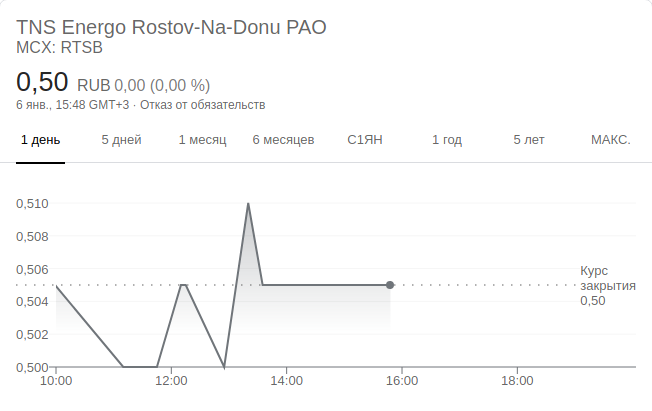 TNS Energo Rostov-Na-Donu PAO
MCX: RTSB
0,50 RUB 0,00 (0,00 %)
6 янв., 15:48 GMT+3 · Отказ от обязательств
1 день 5 дней 1 месяц 6 месяцев С1ЯН 1 год 5 лет МАКС.
0,510
0,508
0,506
0,504
0,502
0,500
Курс
закрытия
0,50
10:00 12:00 14:00 16:00 18:00